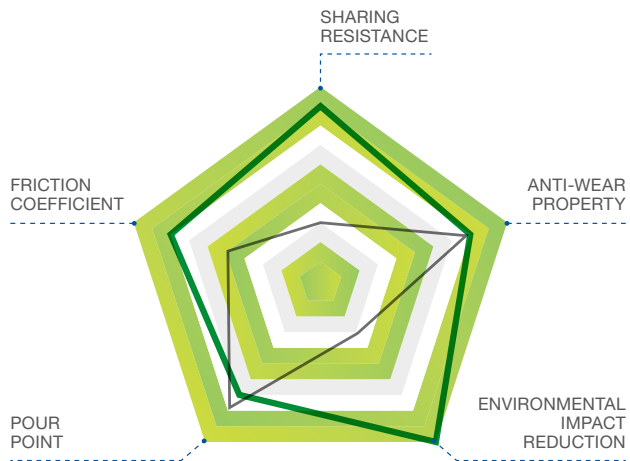 SHARING
RESISTANCE
FRICTION
COEFFICIENT
ANTI-WEAR
PROPERTY
POUR
POINT
ENVIRONMENTAL
IMPACT
REDUCTION